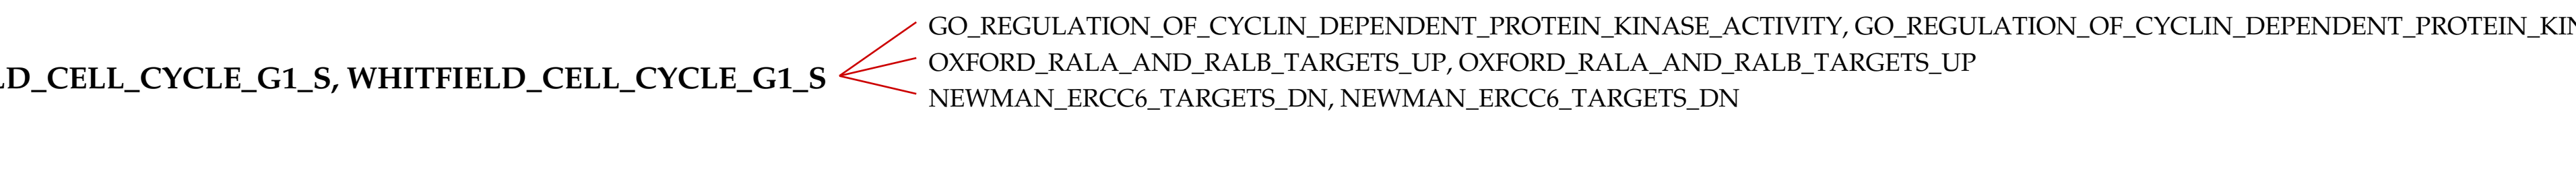 GO_REGULATION_OF_CYCLIN_DEPENDENT_PROTEIN_KINASE_ACTIVITY, GO_REGULATION_OF_CYCLIN_DEPENDENT_PROTEIN_KIN
OXFORD_RALA_AND_RALB_TARGETS_UP, OXFORD_RALA_AND_RALB_TARGETS_UP
LD_CELL_CYCLE_G1_S, WHITFIELD_CELL_CYCLE_G1_S
NEWMAN_ERCC6_TARGETS_DN, NEWMAN_ERCC6_TARGETS_DN